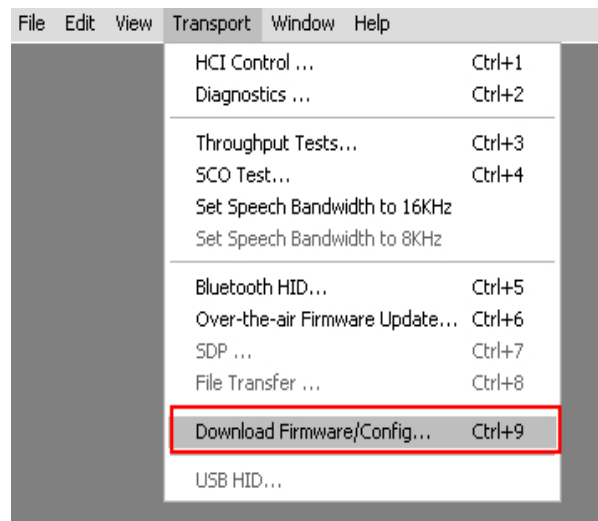 File Edit View Transport Window Help
HCI Control ... Ctrl+1
Diagnostics ... Ctrl+2
Throughput Tests... Ctrl+3
SCO Test... Ctrl+4
Set Speech Bandwidth to 16KHz
Set Speech Bandwidth to 8KHz
Bluetooth HID... Ctrl+5
Over-the-air Firmware Update... Ctrl+6
SDP ... Ctrl+7
File Transfer ... Ctrl+8
Download Firmware/Config... Ctrl+9
USB HID...